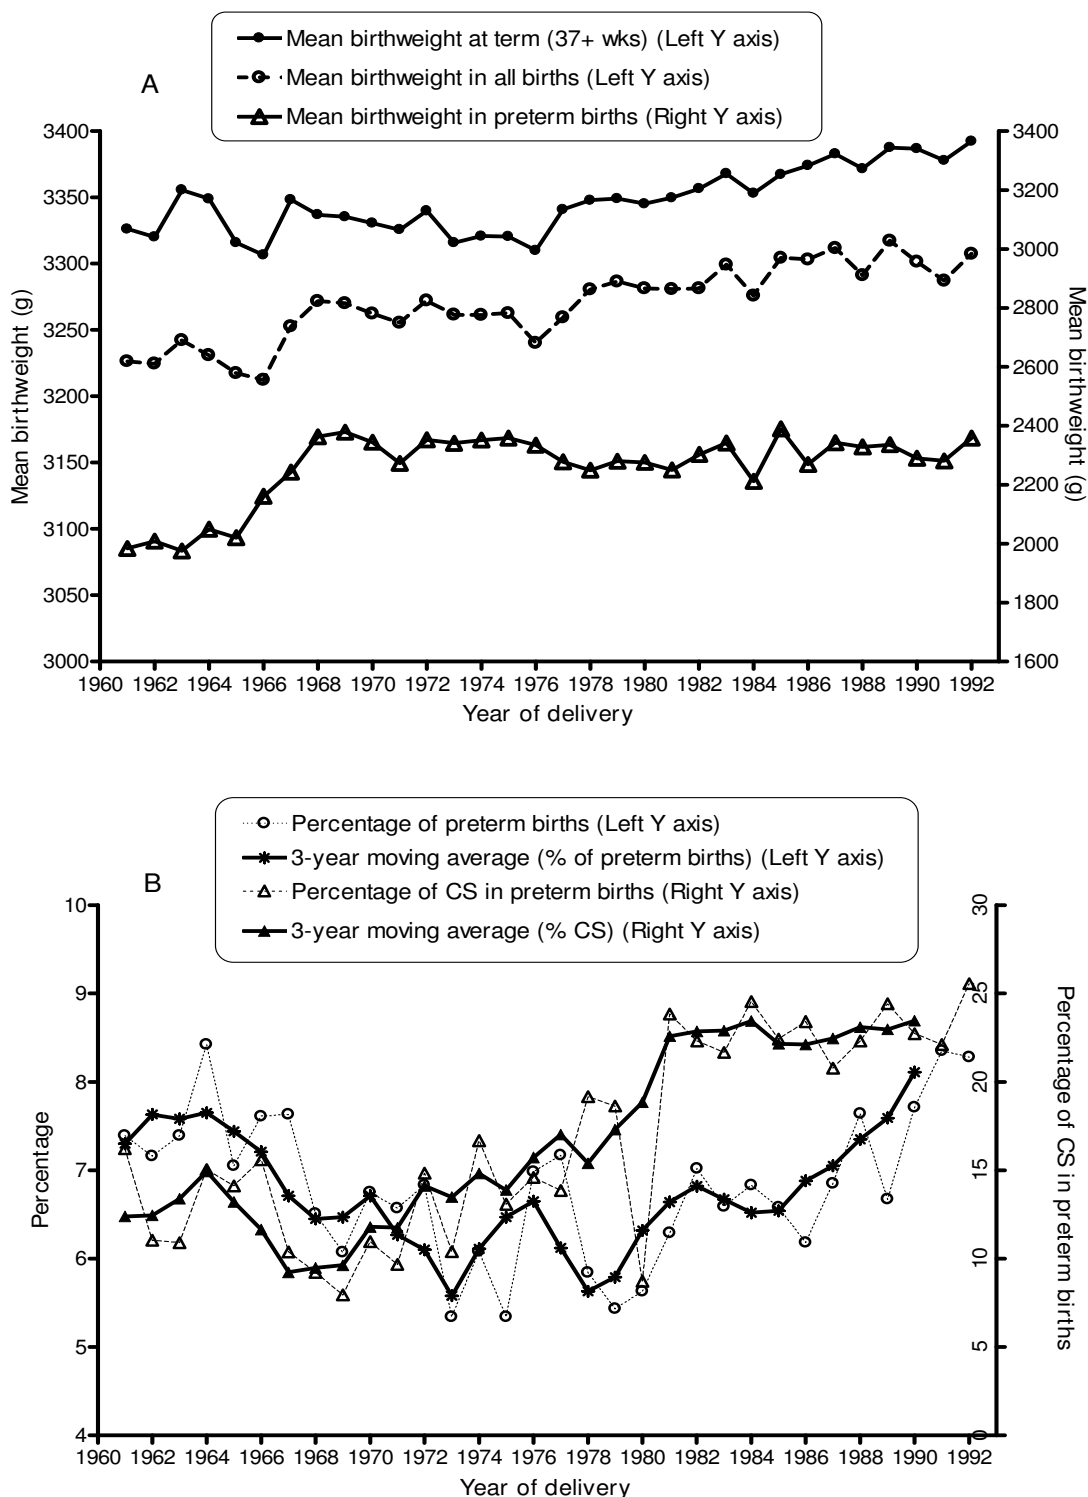 Mean birthweight at term (37+ wks) (Left Y axis)
Mean birthweight in all births (Left Y axis)
Mean birthweight in preterm births (Right Y axis)
A
3400
3350
3300
3250
3200
3150
3100
3050
3000
Mean birthweight (g)
3400
3200
3000
2800
2600
2400
2200
2000
1800
1600
Mean birthweight (g)
1960 1962 1964 1966 1968 1970 1972 1974 1976 1978 1980 1982 1984 1986 1988 1990 1992
Year of delivery
Percentage of preterm births (Left Y axis)
3-year moving average (% of preterm births) (Left Y axis)
Percentage of CS in preterm births (Right Y axis)
3-year moving average (% CS) (Right Y axis)
B
10
9
8
7
6
5
4
Percentage
30
25
20
15
10
5
0
Percentage of CS in preterm births
1960 1962 1964 1966 1968 1970 1972 1974 1976 1978 1980 1982 1984 1986 1988 1990 1992
Year of delivery